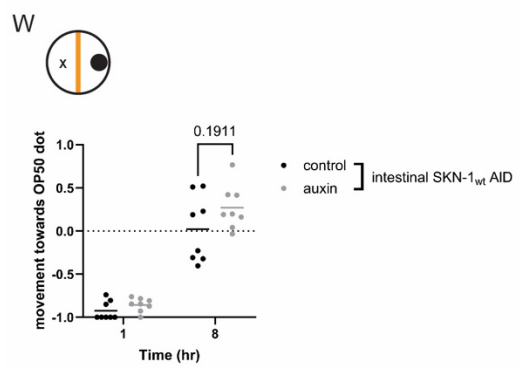 W
x
0.1911
1.0
0.5
0.0
-0.5
-1.0
movement towards OP50 dot
control
auxin
intestinal SKN-1wt AID
1
8
Time (hr)